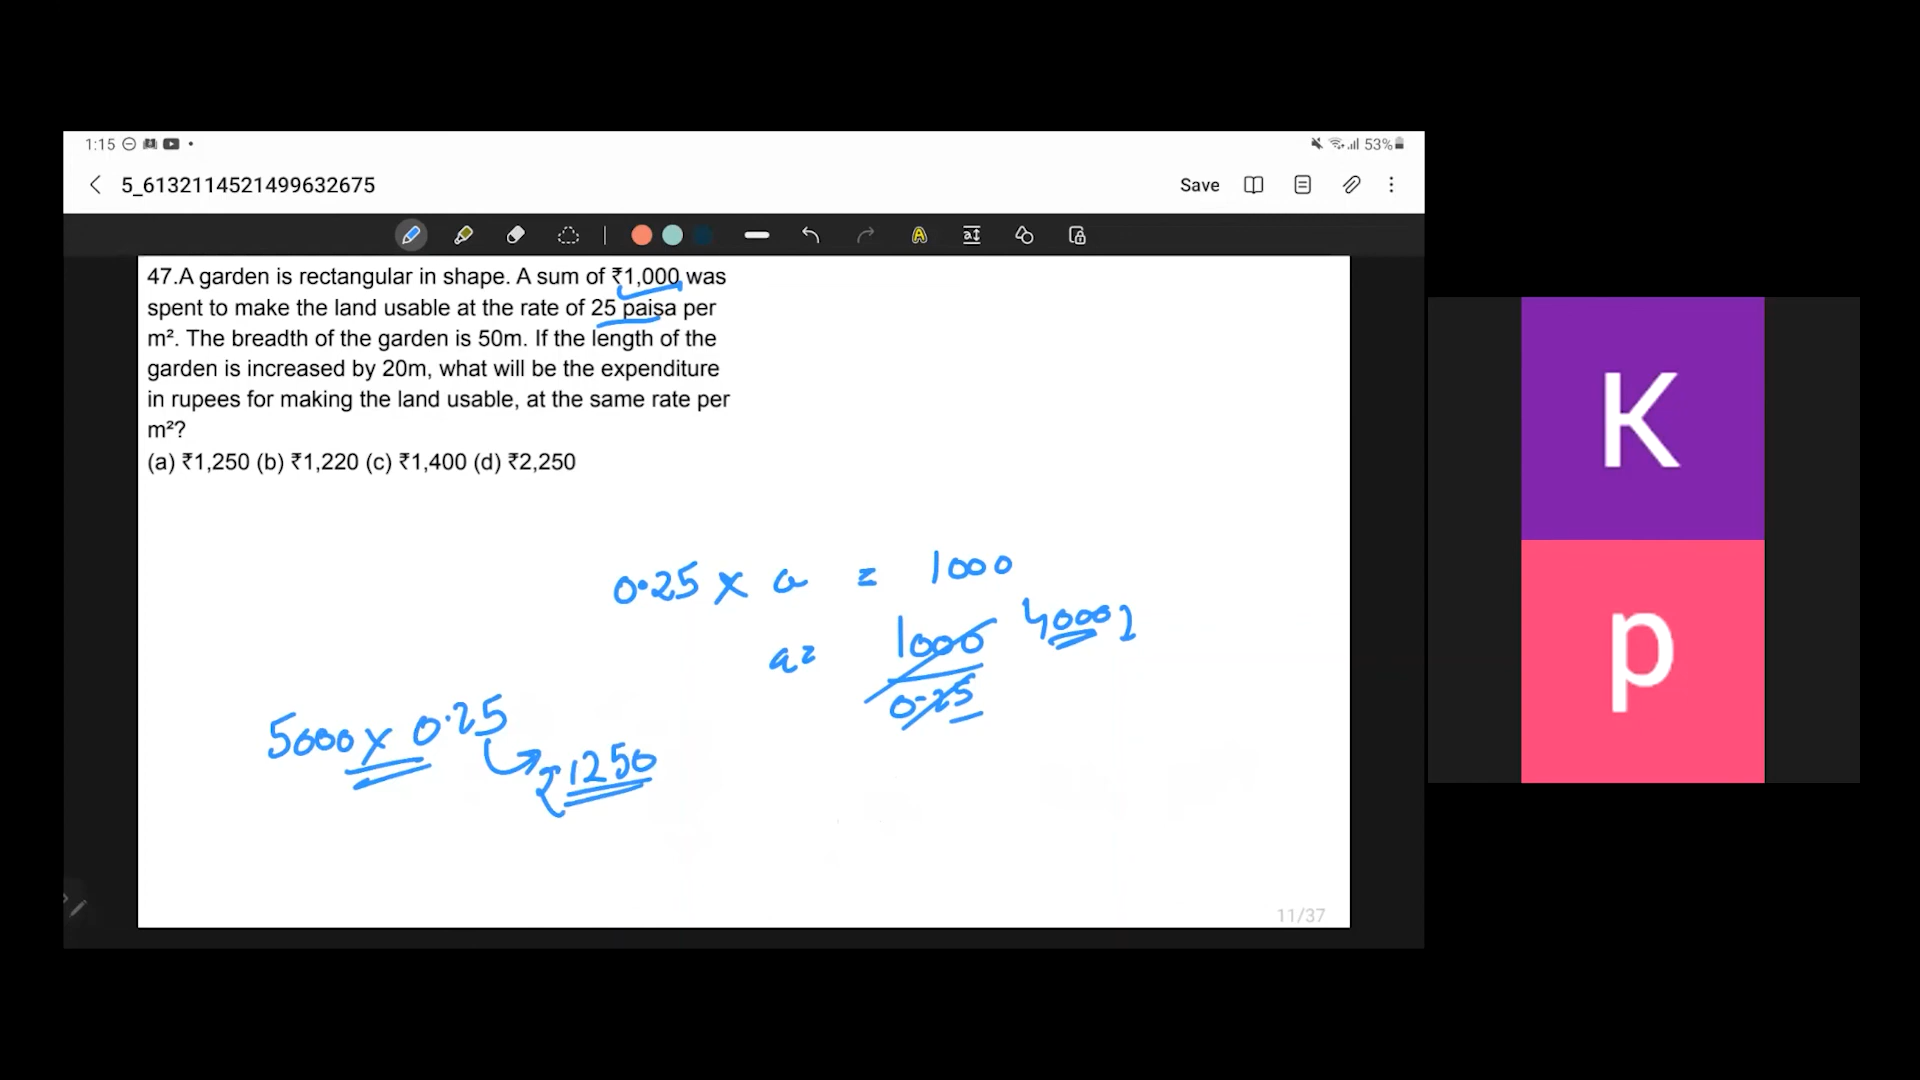 1:15
53%
5_6132114521499632675
Save
47.A garden is rectangular in shape. A sum of ₹1,000 was
spent to make the land usable at the rate of 25 paisa per
m². The breadth of the garden is 50m. If the length of the
garden is increased by 20m, what will be the expenditure
in rupees for making the land usable, at the same rate per
m²?
(a) ₹1,250 (b) ₹1,220 (c) ₹1,400 (d) ₹2,250
0.25 x a = 1000
a= 1000 4000
0.25
5000 x 0.25
₹1250
11/37
K
p